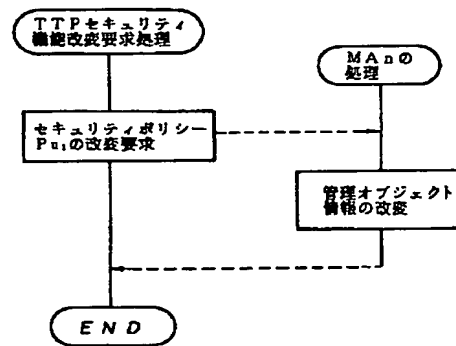 TTPセキュリティ
機能改変要求処理
MAnの
処理
セキュリティポリシー
Puiの改変要求
管理オブジェクト
情報の改変
END